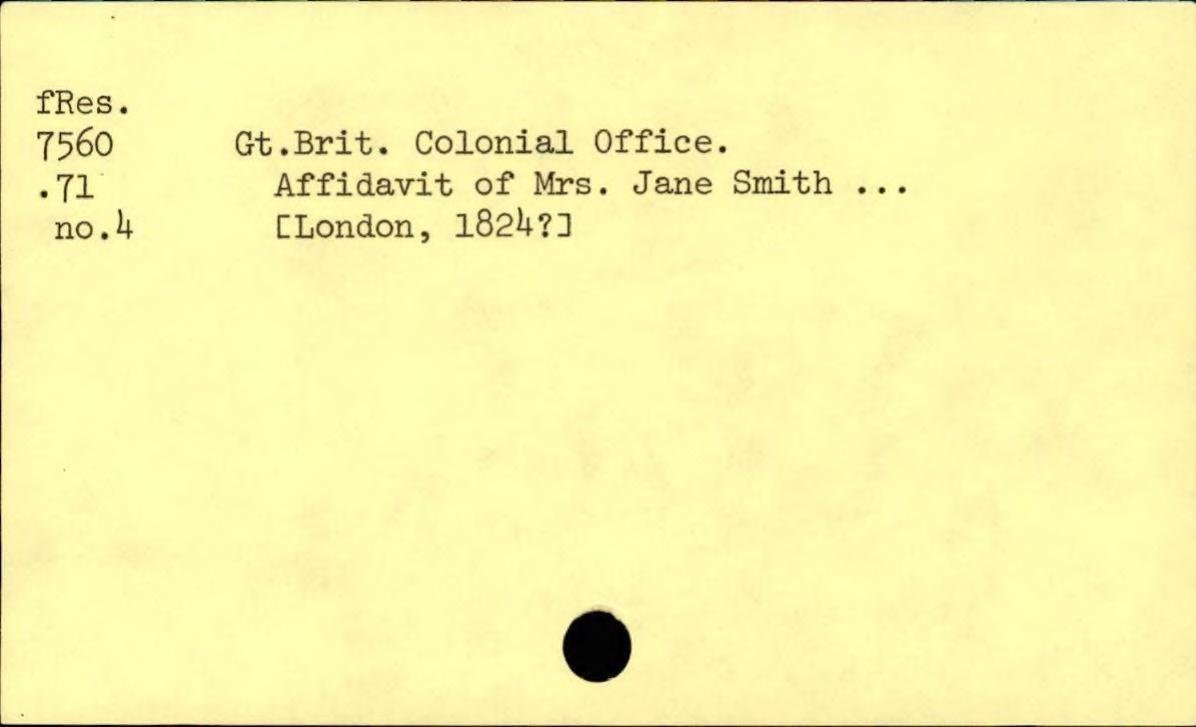 fRes.
7560 Gt.Brit. Colonial Office.
.71 Affidavit of Mrs. Jane Smith ...
no.4 [London, 1824?]